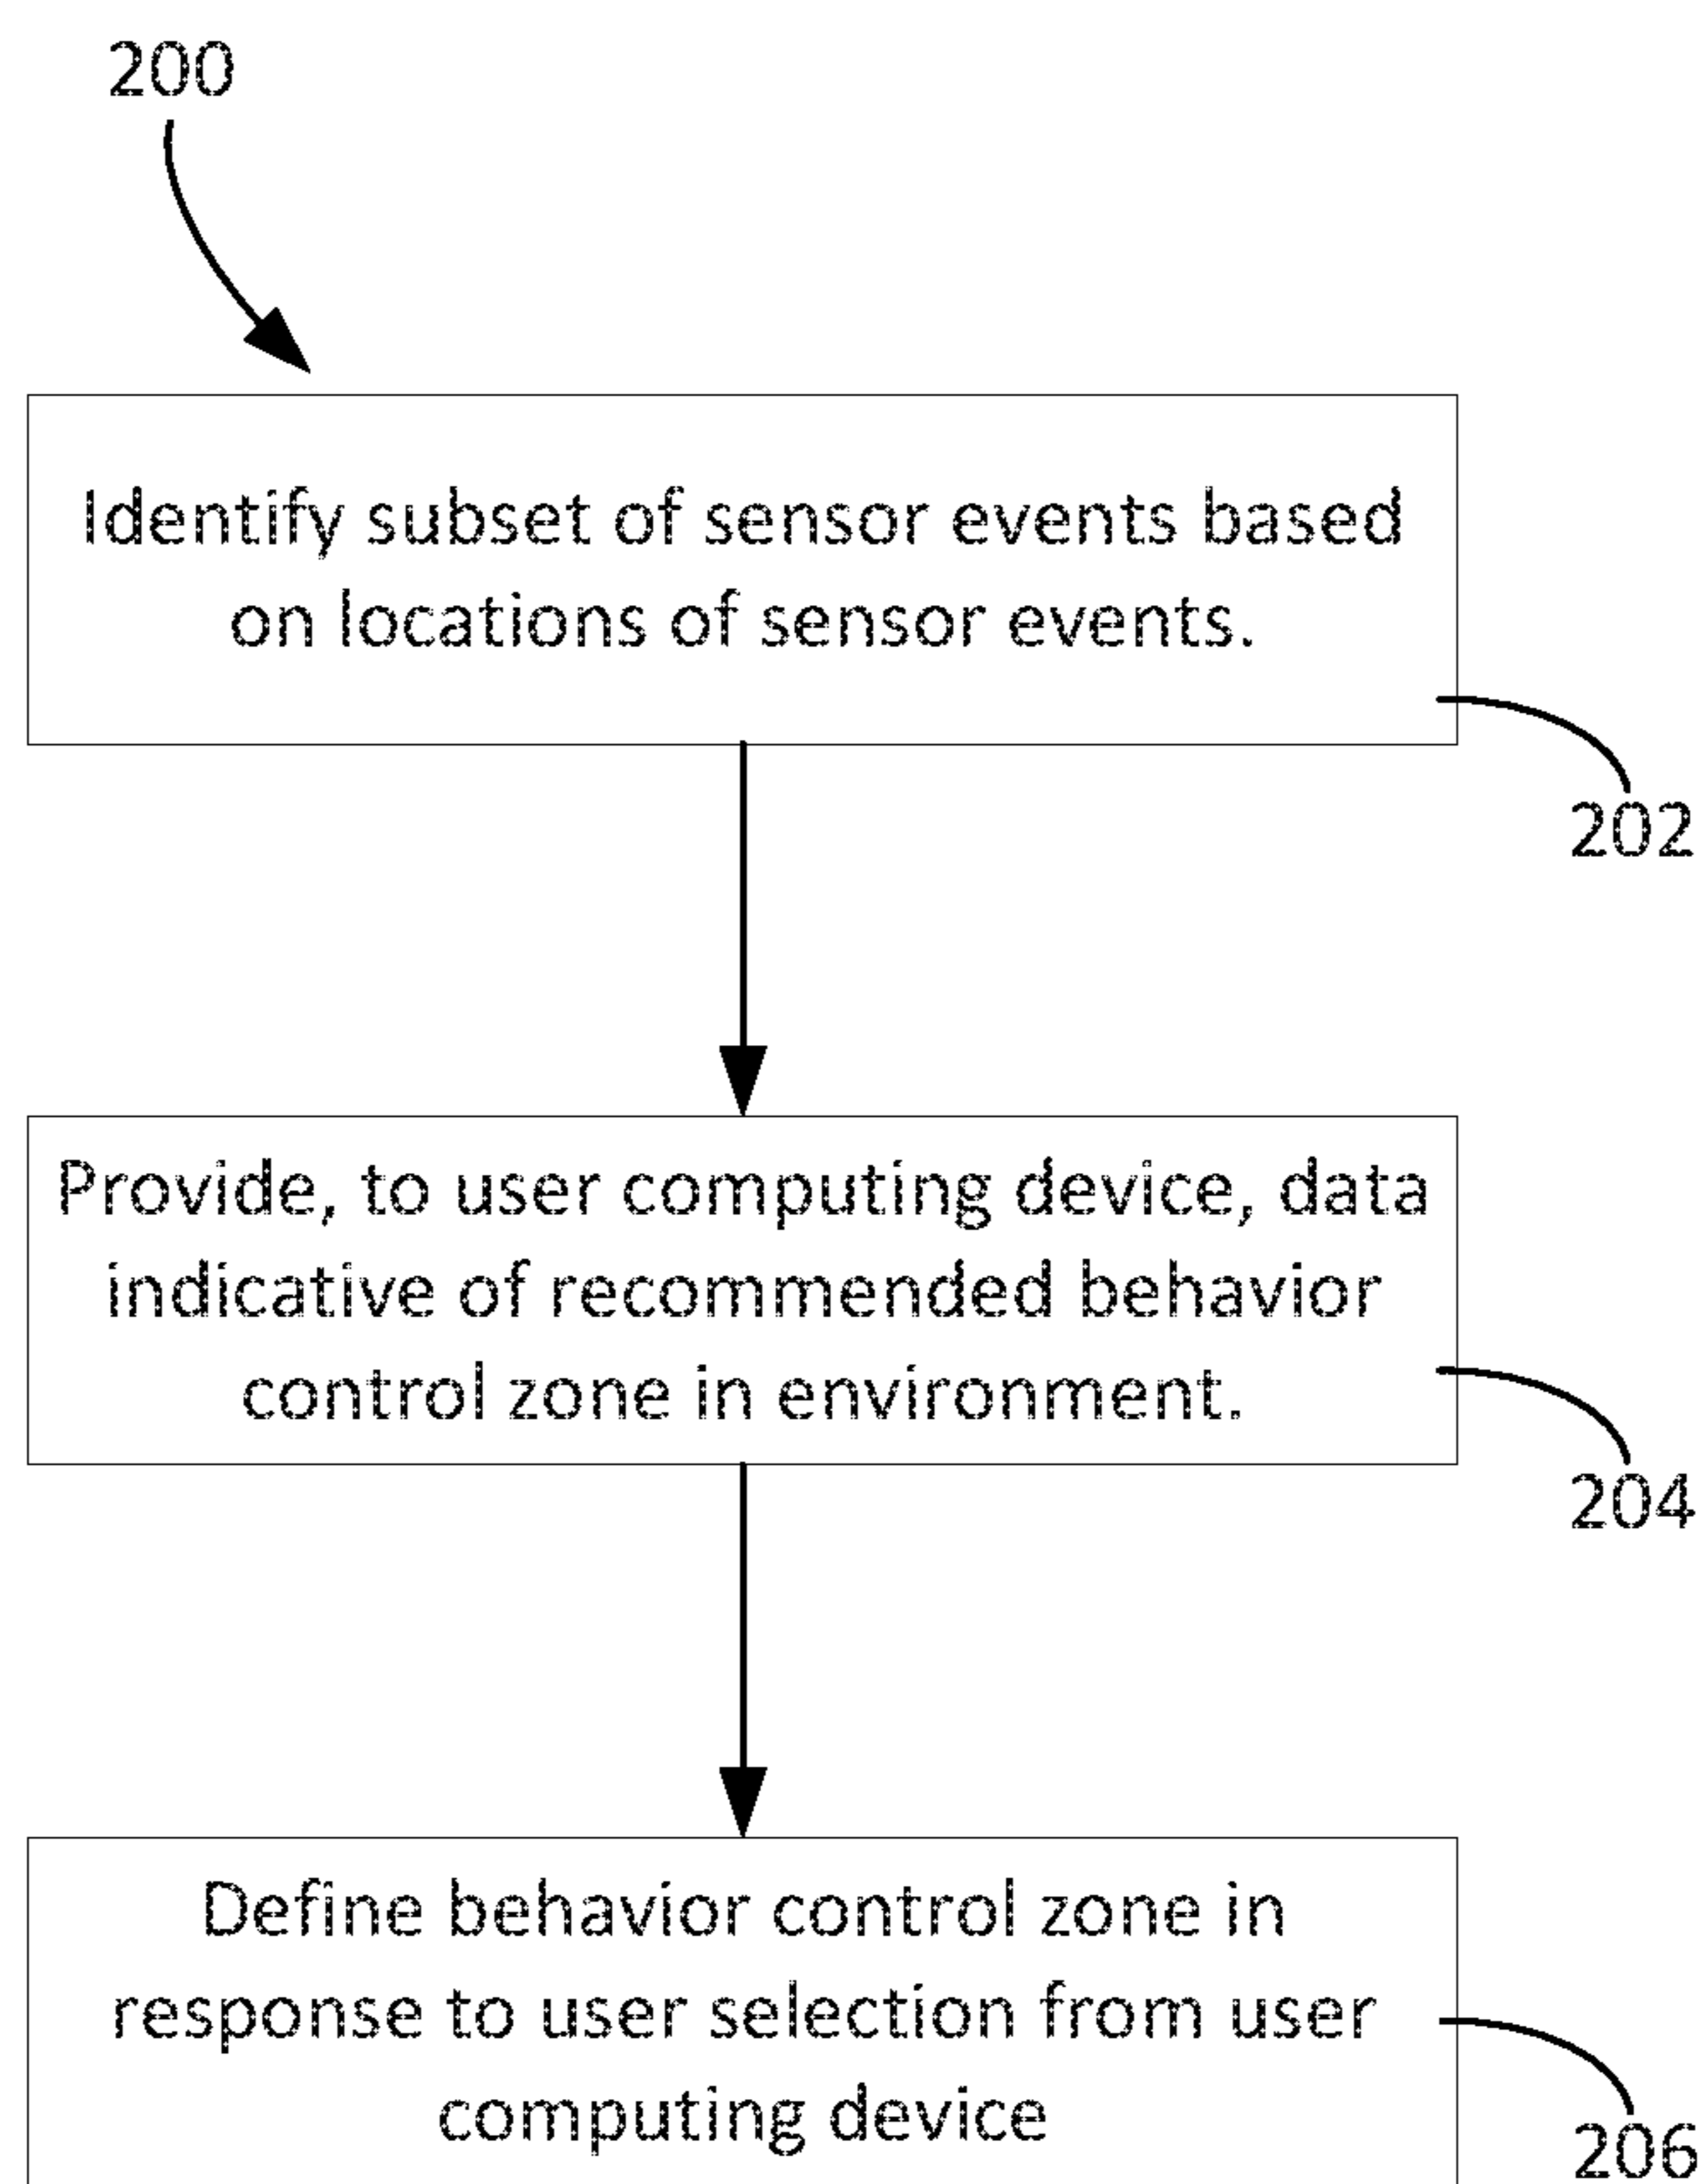 200
Identify subset of sensor events based
on locations of sensor events.
202
Provide, to user computing device, data
indicative of recommended behavior
control zone in environment.
204
Define behavior control zone in
response to user selection from user
computing device
206